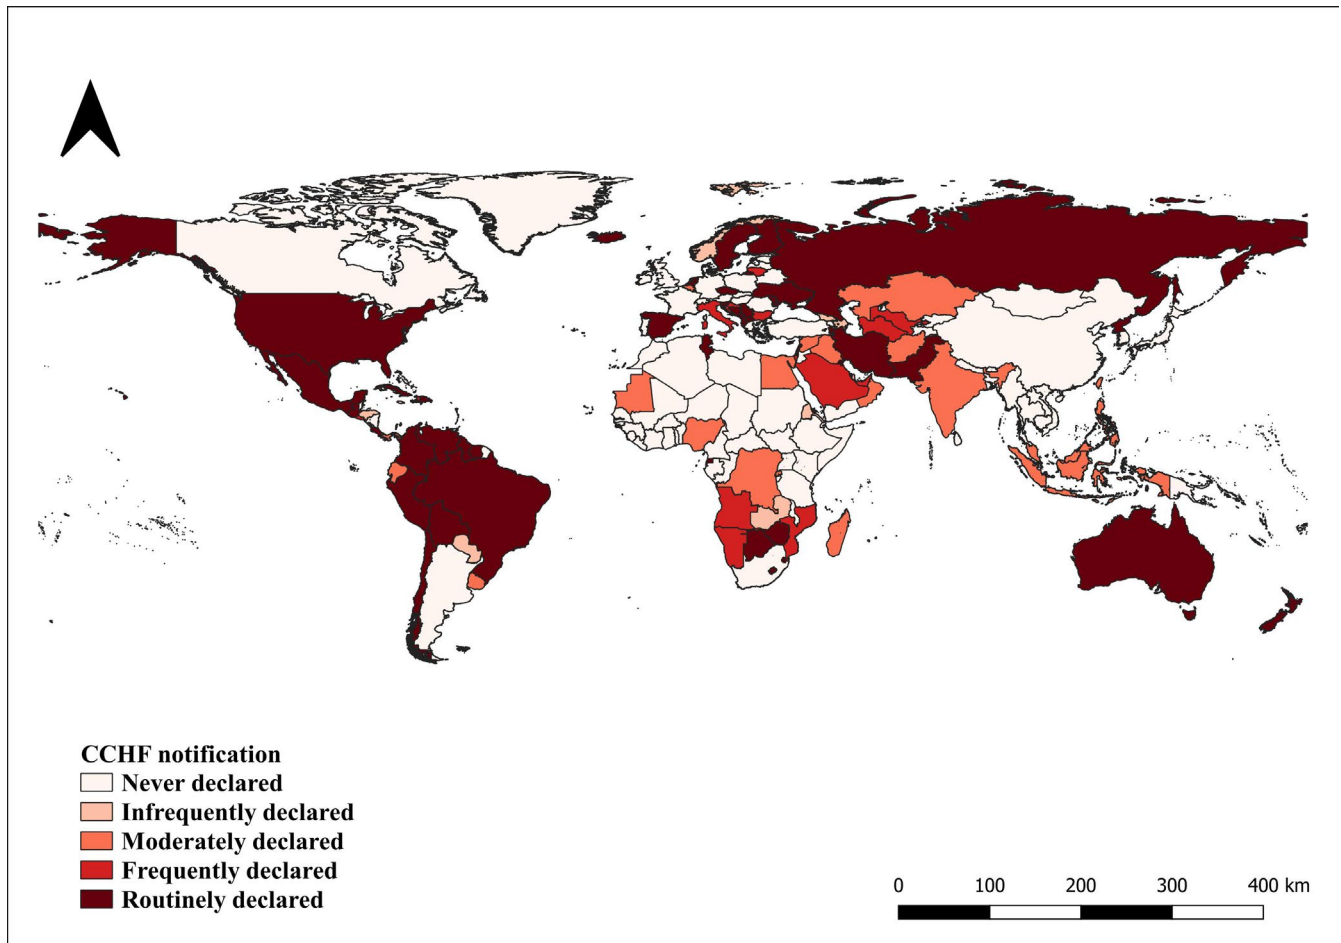 CCHF notification
Never declared
Infrequently declared
Moderately declared
Frequently declared
Routinely declared
0 100 200 300 400 km